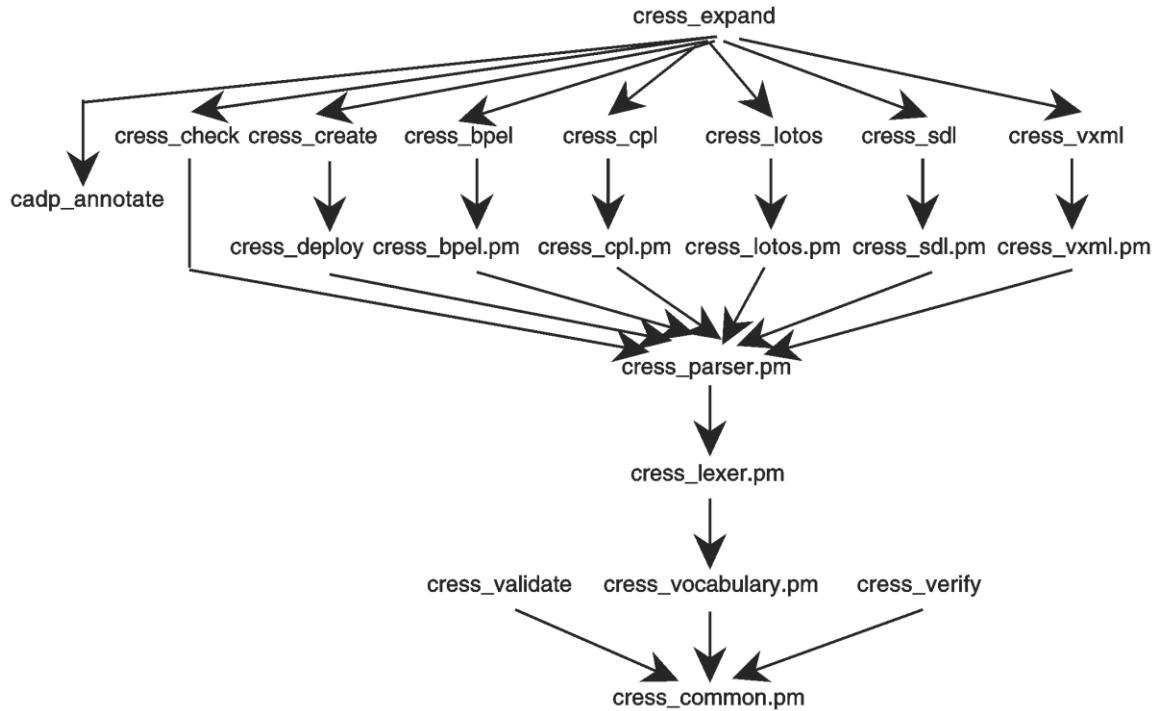 cress_expand
cress_check cress_create cress_bpel cress_cpl cress_lotos cress_sdl cress_vxml
cadp_annotate
cress_deploy cress_bpel.pm cress_cpl.pm cress_lotos.pm cress_sdl.pm cress_vxml.pm
cress_parser.pm
cress_lexer.pm
cress_validate cress_vocabulary.pm cress_verify
cress_common.pm